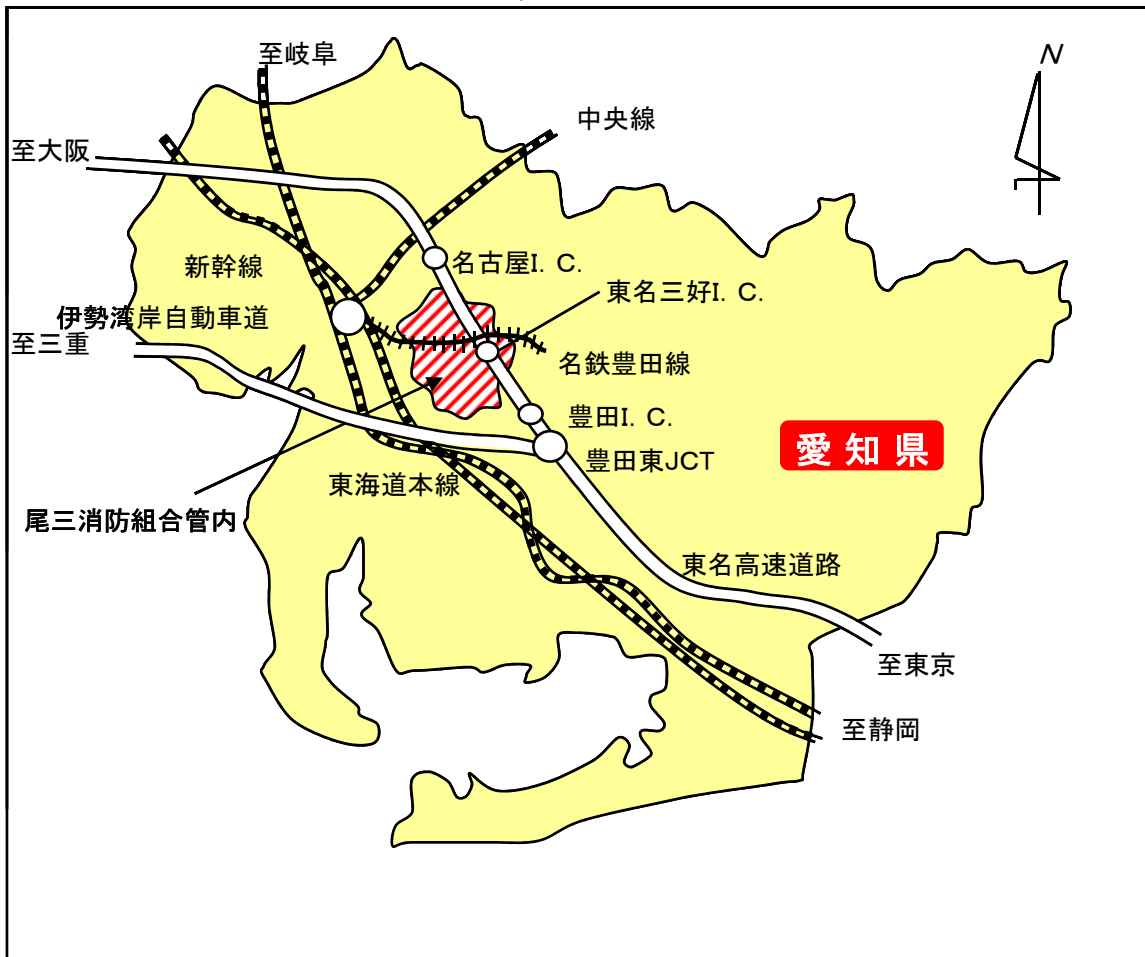 至岐阜
N
中央線
至大阪
新幹線
名古屋I. C.
東名三好I. C.
伊勢湾岸自動車道
至三重
名鉄豊田線
豊田I. C.
愛知県
豊田東JCT
東海道本線
尾三消防組合管内
東名高速道路
至東京
至静岡